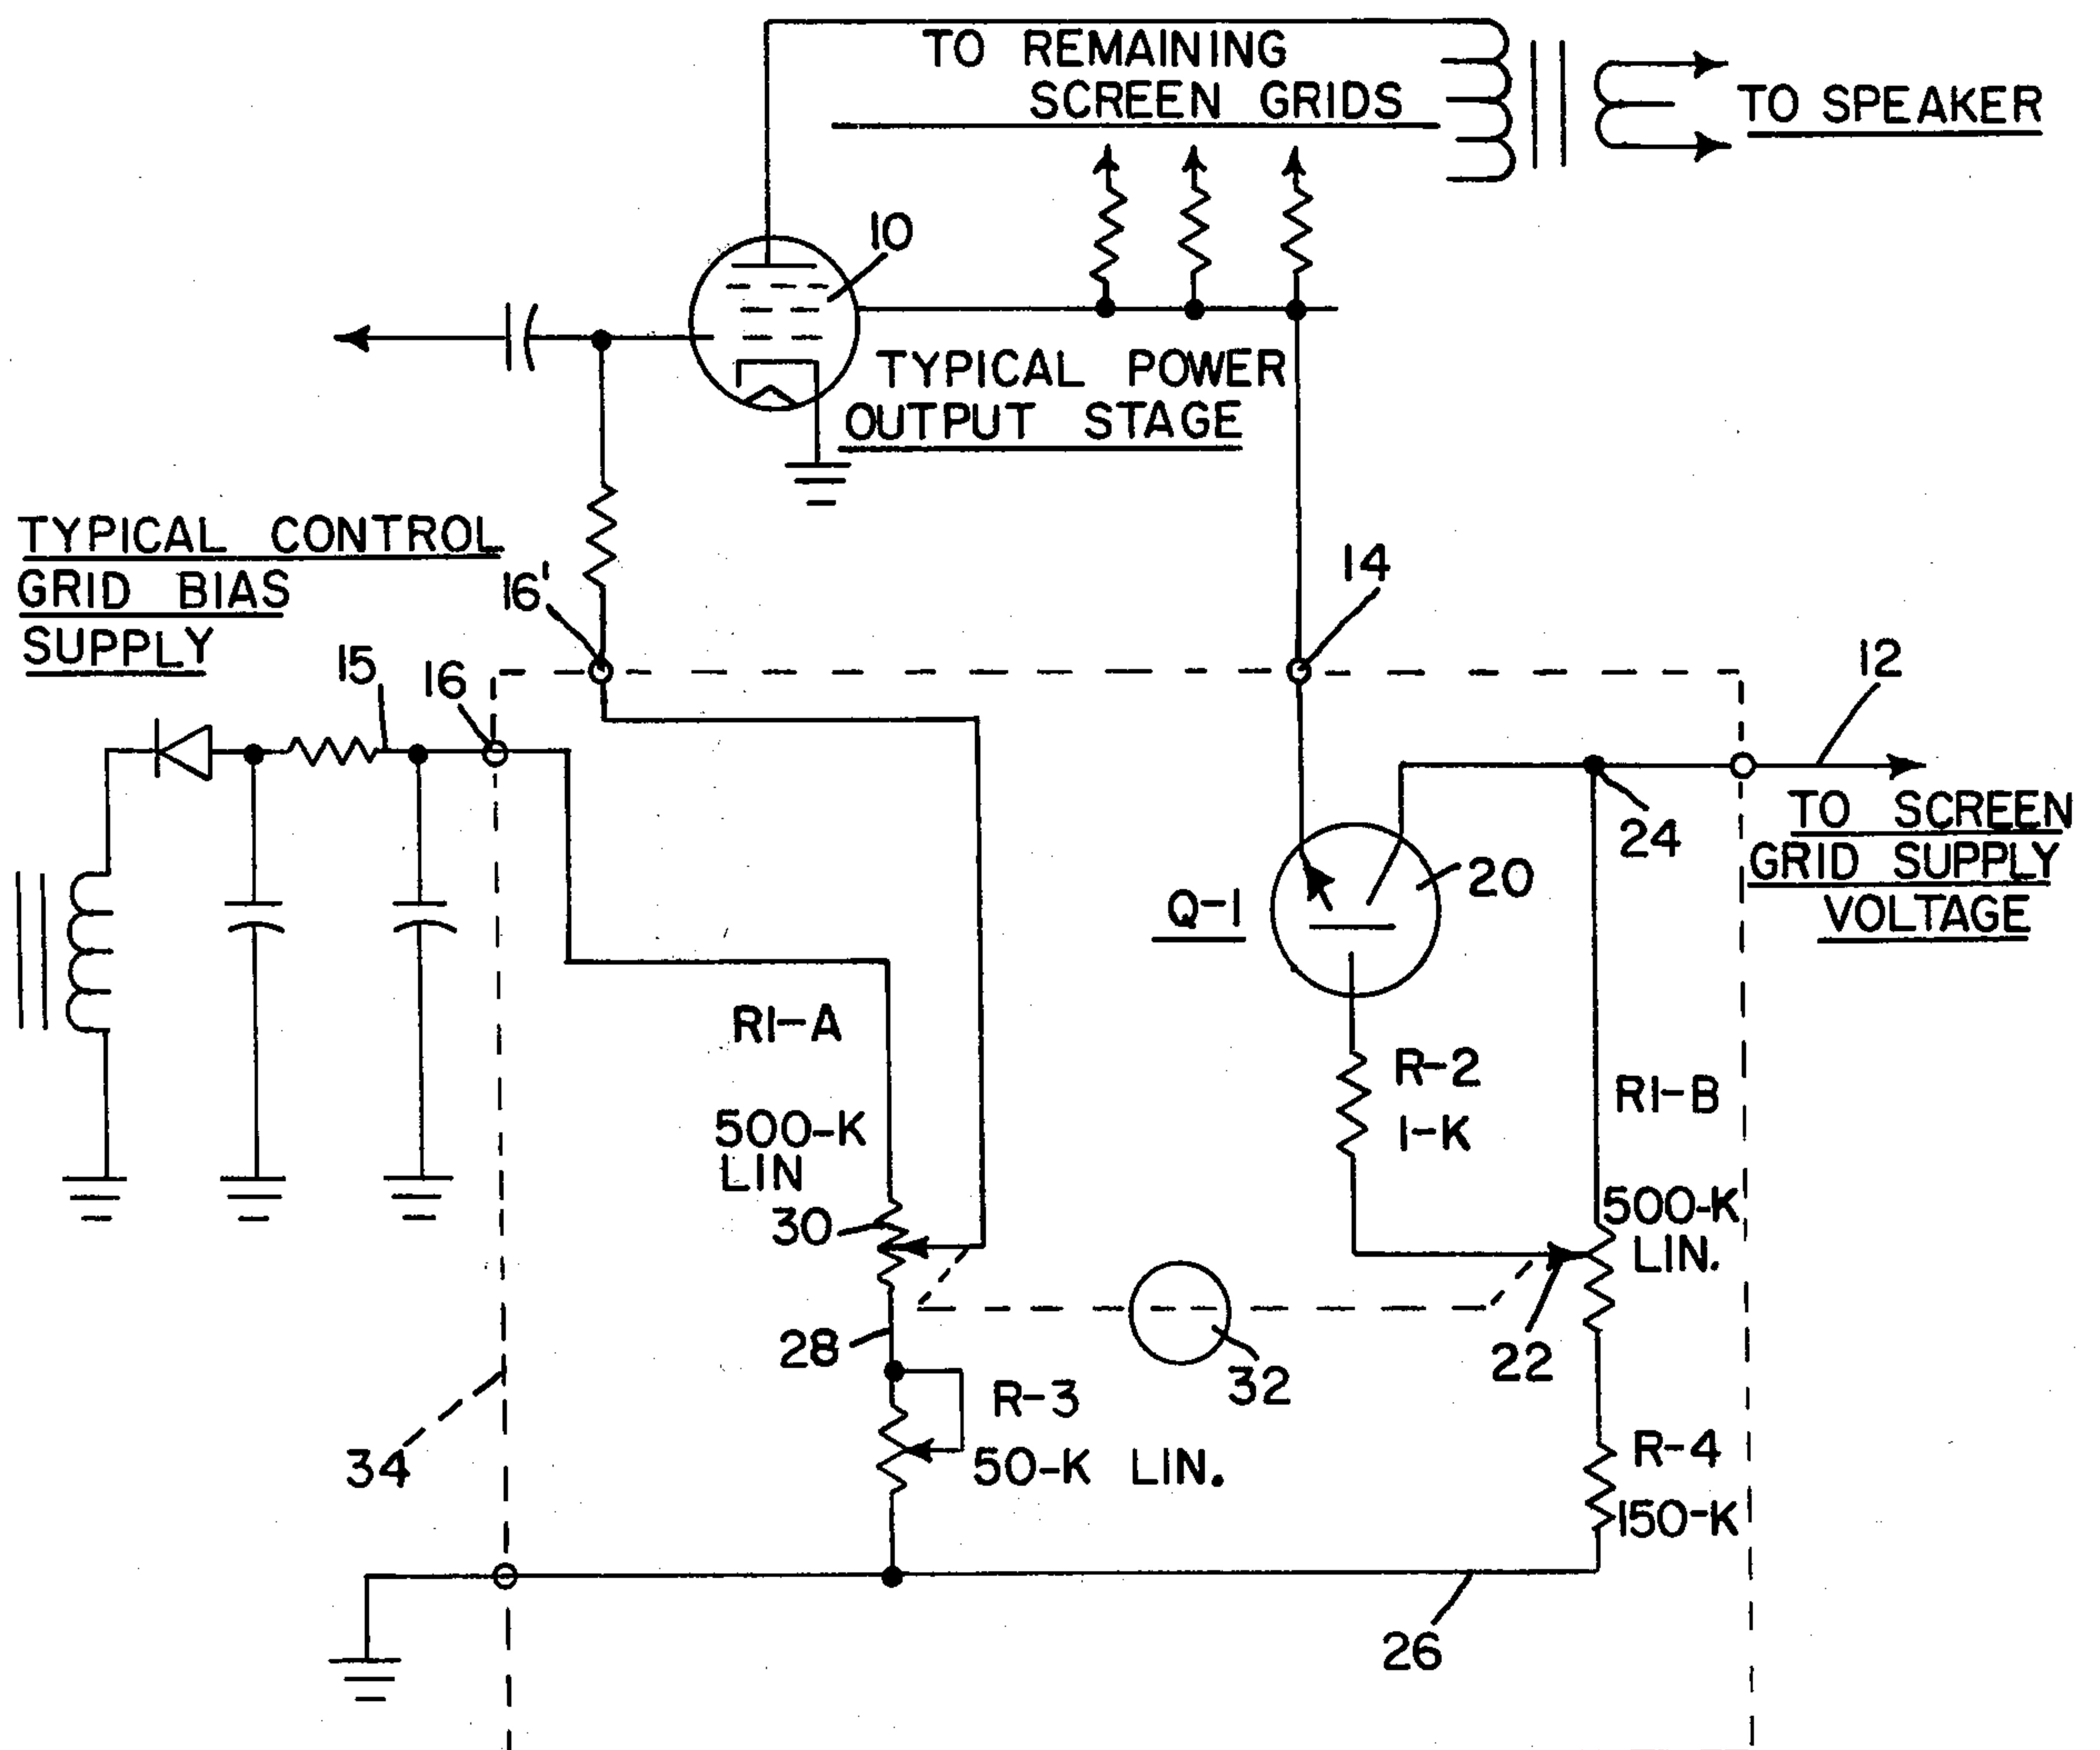 TO REMAINING
SCREEN GRIDS
TO SPEAKER
10
TYPICAL POWER
OUTPUT STAGE
TYPICAL CONTROL
GRID BIAS
SUPPLY
16'
14
15
16
12
24
TO SCREEN
GRID SUPPLY
VOLTAGE
20
Q-1
R1-A
R-2
1-K
R1-B
500-K
LIN
500-K
LIN.
30
28
32
22
R-3
50-K LIN.
34
R-4
150-K
26